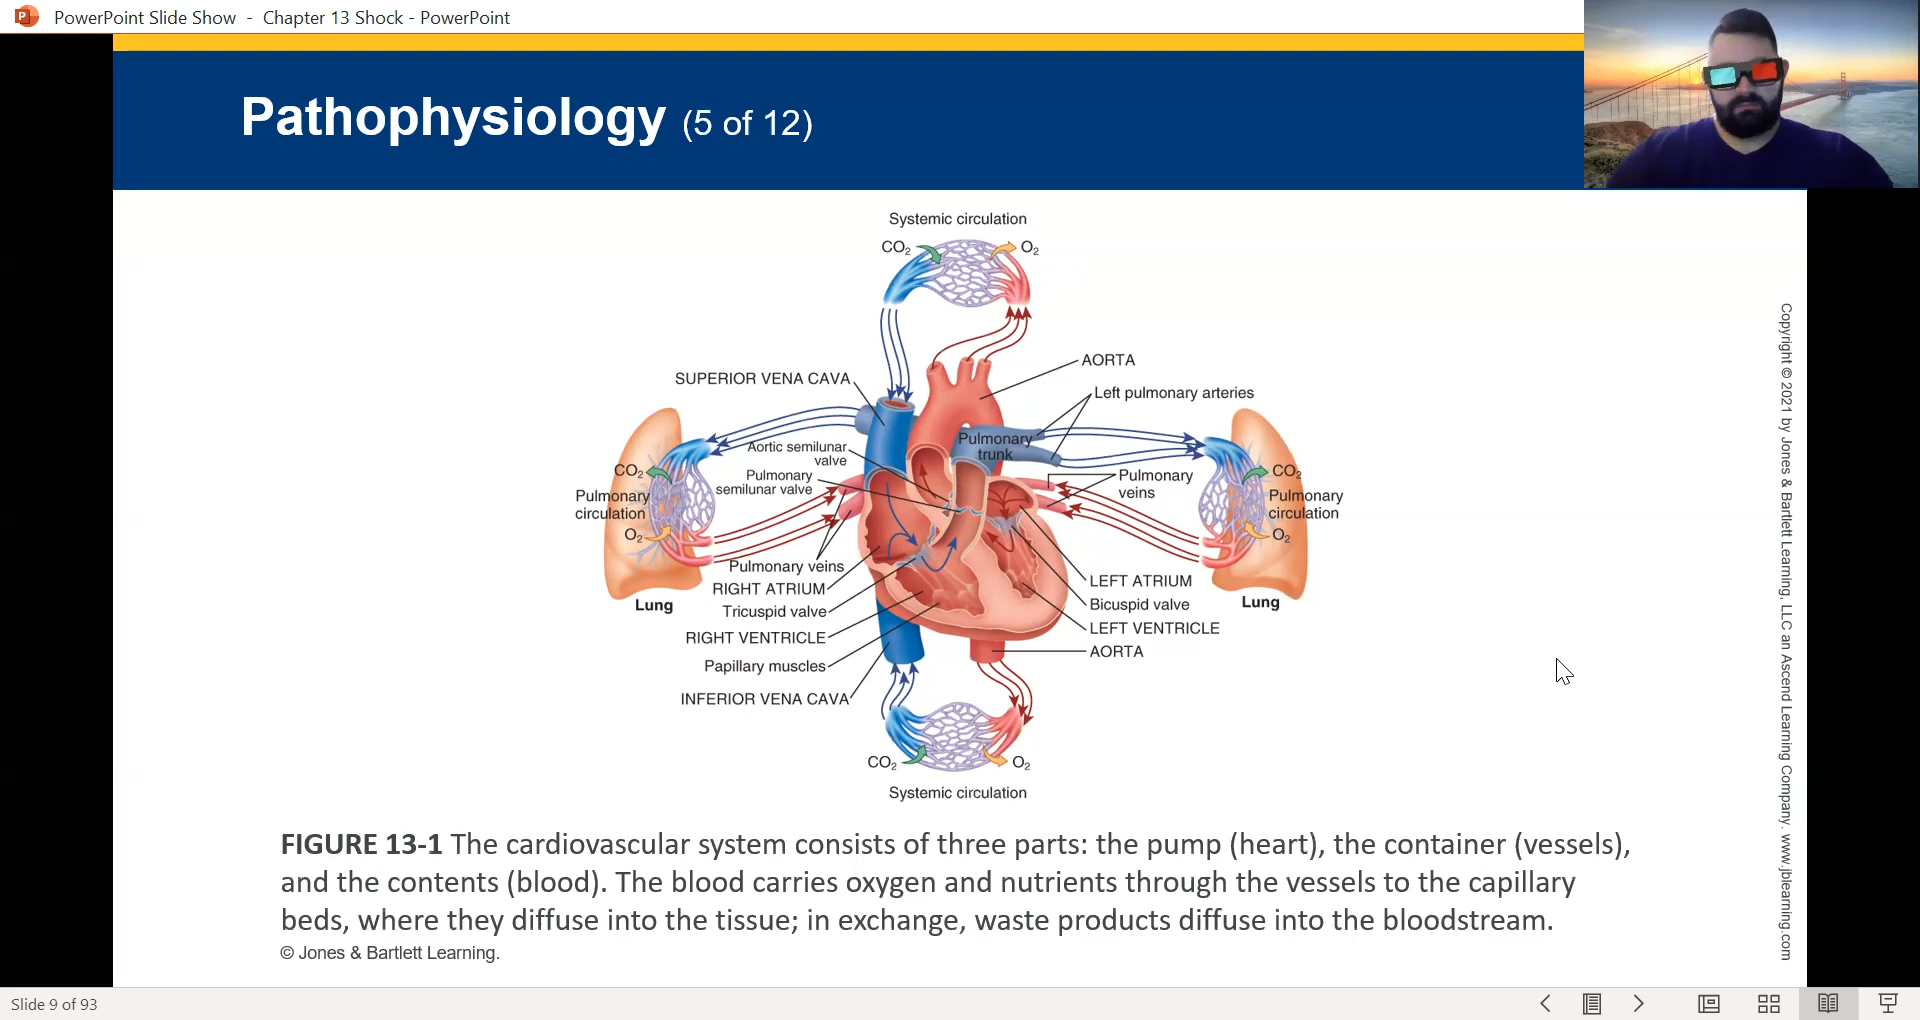 PowerPoint Slide Show - Chapter 13 Shock - PowerPoint
Pathophysiology (5 of 12)
Systemic circulation
CO2
O2
SUPERIOR VENA CAVA
AORTA
Left pulmonary arteries
Aortic semilunar
valve
Pulmonary
trunk
Pulmonary
semilunar valve
Pulmonary
veins
CO2
Pulmonary
circulation
O2
Lung
CO2
Pulmonary
circulation
O2
Lung
Pulmonary veins
RIGHT ATRIUM
Tricuspid valve
RIGHT VENTRICLE
Papillary muscles
INFERIOR VENA CAVA
LEFT ATRIUM
Bicuspid valve
LEFT VENTRICLE
AORTA
CO2
O2
Systemic circulation
FIGURE 13-1 The cardiovascular system consists of three parts: the pump (heart), the container (vessels),
and the contents (blood). The blood carries oxygen and nutrients through the vessels to the capillary
beds, where they diffuse into the tissue; in exchange, waste products diffuse into the bloodstream.
© Jones & Bartlett Learning.
Copyright © 2021 by Jones & Bartlett Learning, LLC an Ascend Learning Company. www.jblearning.com
Slide 9 of 93